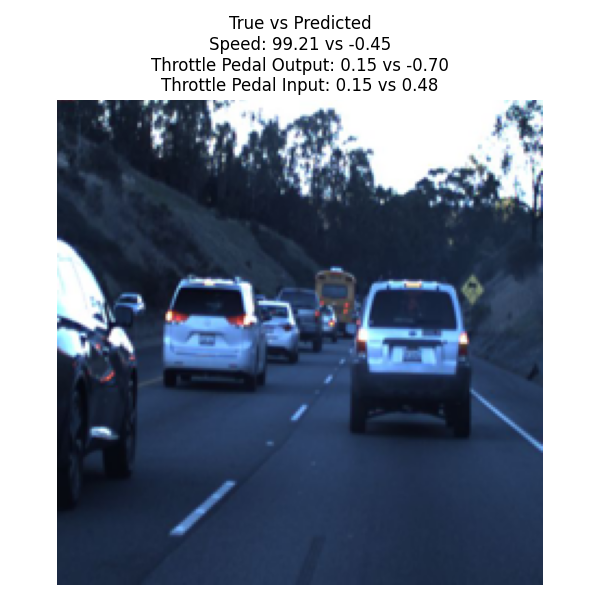 True vs Predicted
Speed: 99.21 vs -0.45
Throttle Pedal Output: 0.15 vs -0.70
Throttle Pedal Input: 0.15 vs 0.48